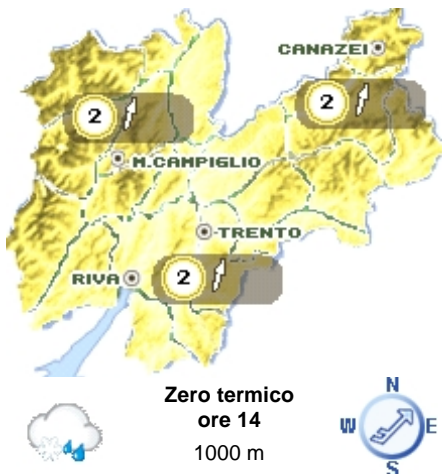 CANAZEI
2
2
M.CAMPIGLIO
TRENTO
RIVA
2
Zero termico
ore 14
1000 m
N
W E
S